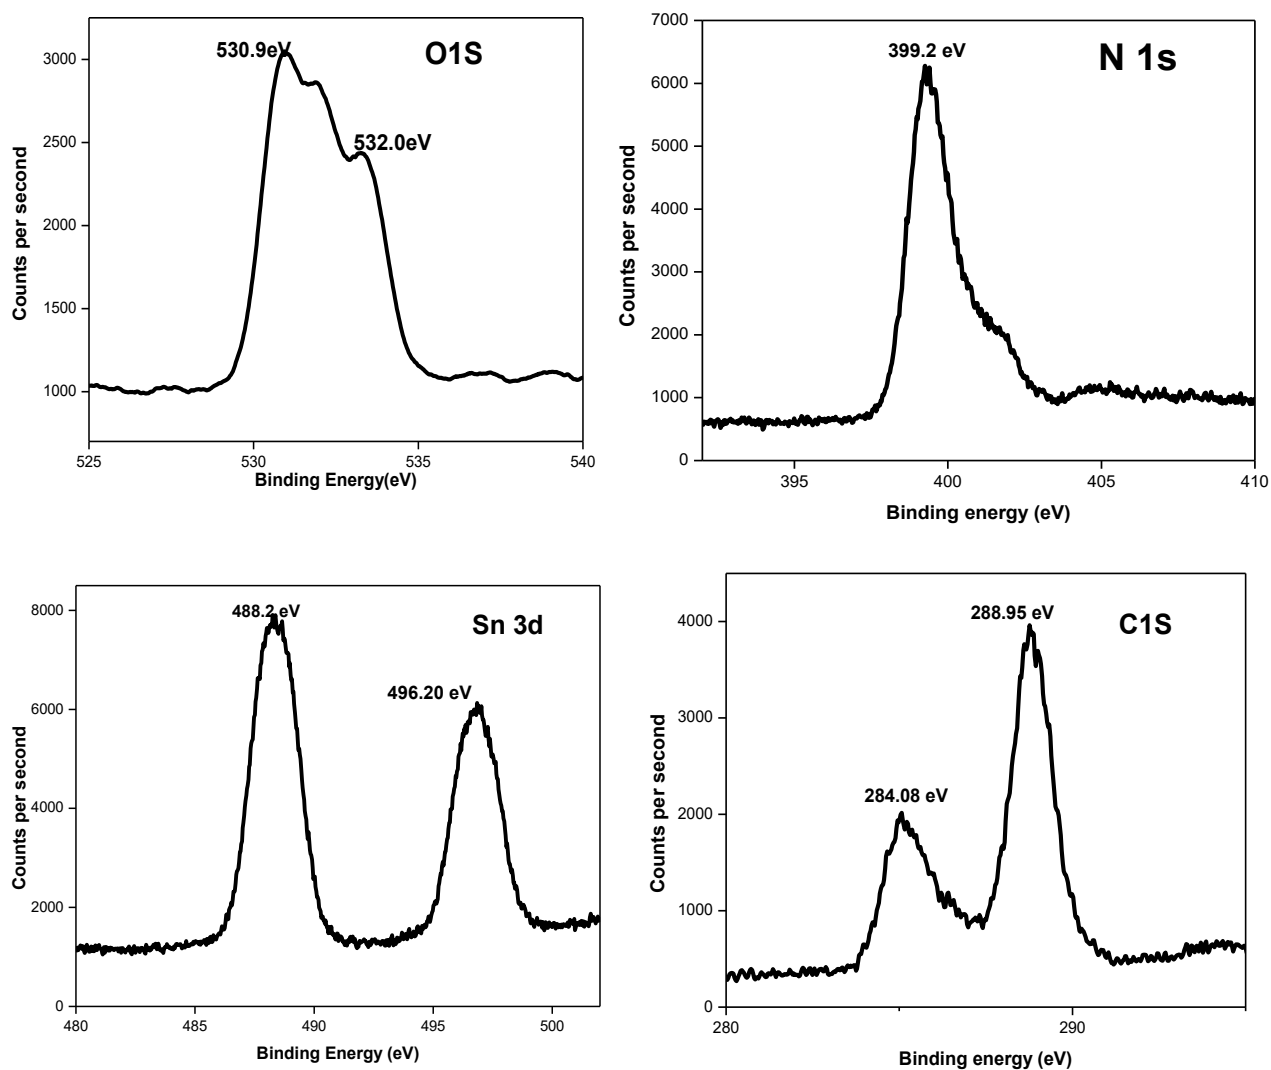 530.9eV
O1S
532.0eV
3000
2500
2000
1500
1000
Counts per second
525
530
535
540
Binding Energy(eV)
399.2 eV
N 1s
7000
6000
5000
4000
3000
2000
1000
0
Counts per second
395
400
405
410
Binding energy (eV)
488.2 eV
Sn 3d
496.20 eV
8000
6000
4000
2000
0
Counts per second
480
485
490
495
500
Binding Energy (eV)
288.95 eV
C1S
284.08 eV
4000
3000
2000
1000
0
Counts per second
280
290
Binding energy (eV)